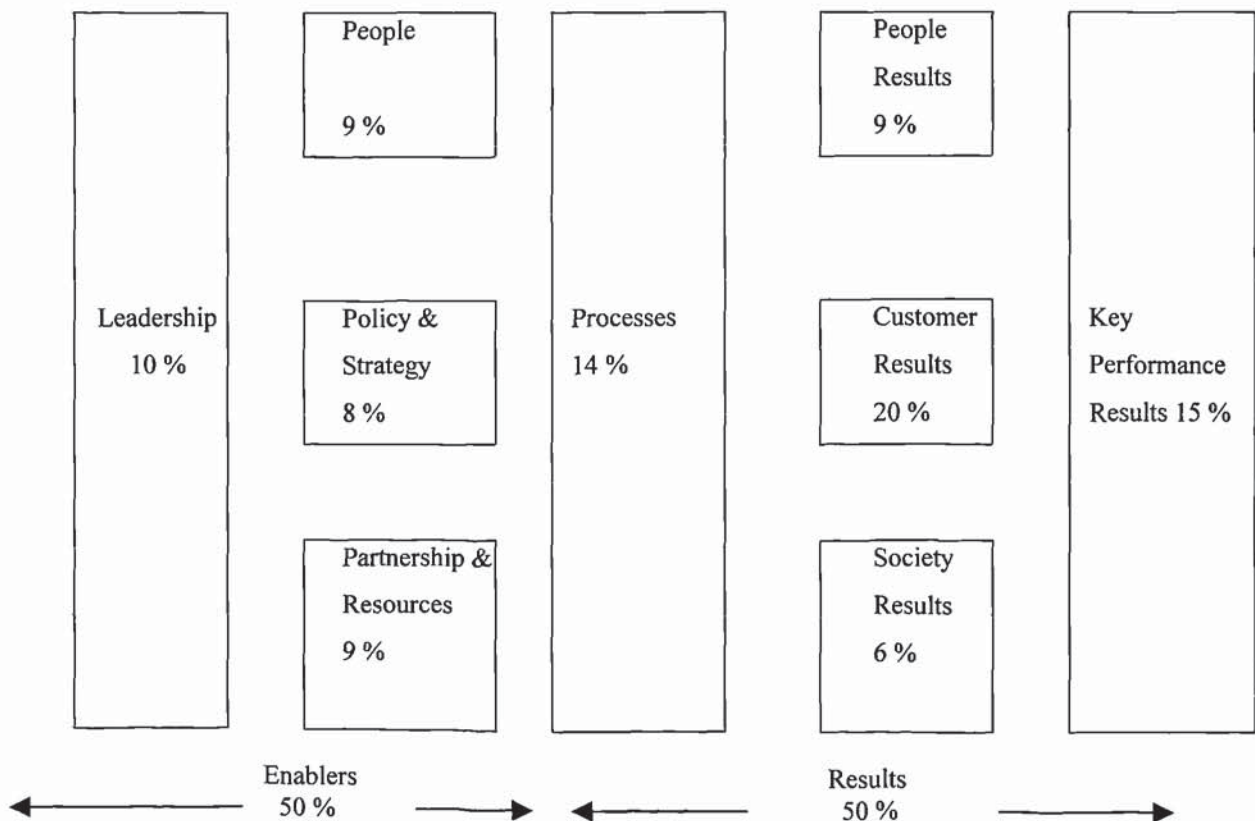 People
9 %
People
Results
9 %
Leadership
10 %
Policy &
Strategy
8 %
Processes
14 %
Customer
Results
20 %
Key
Performance
Results 15 %
Partnership &
Resources
9 %
Society
Results
6 %
Enablers
50 %
Results
50 %